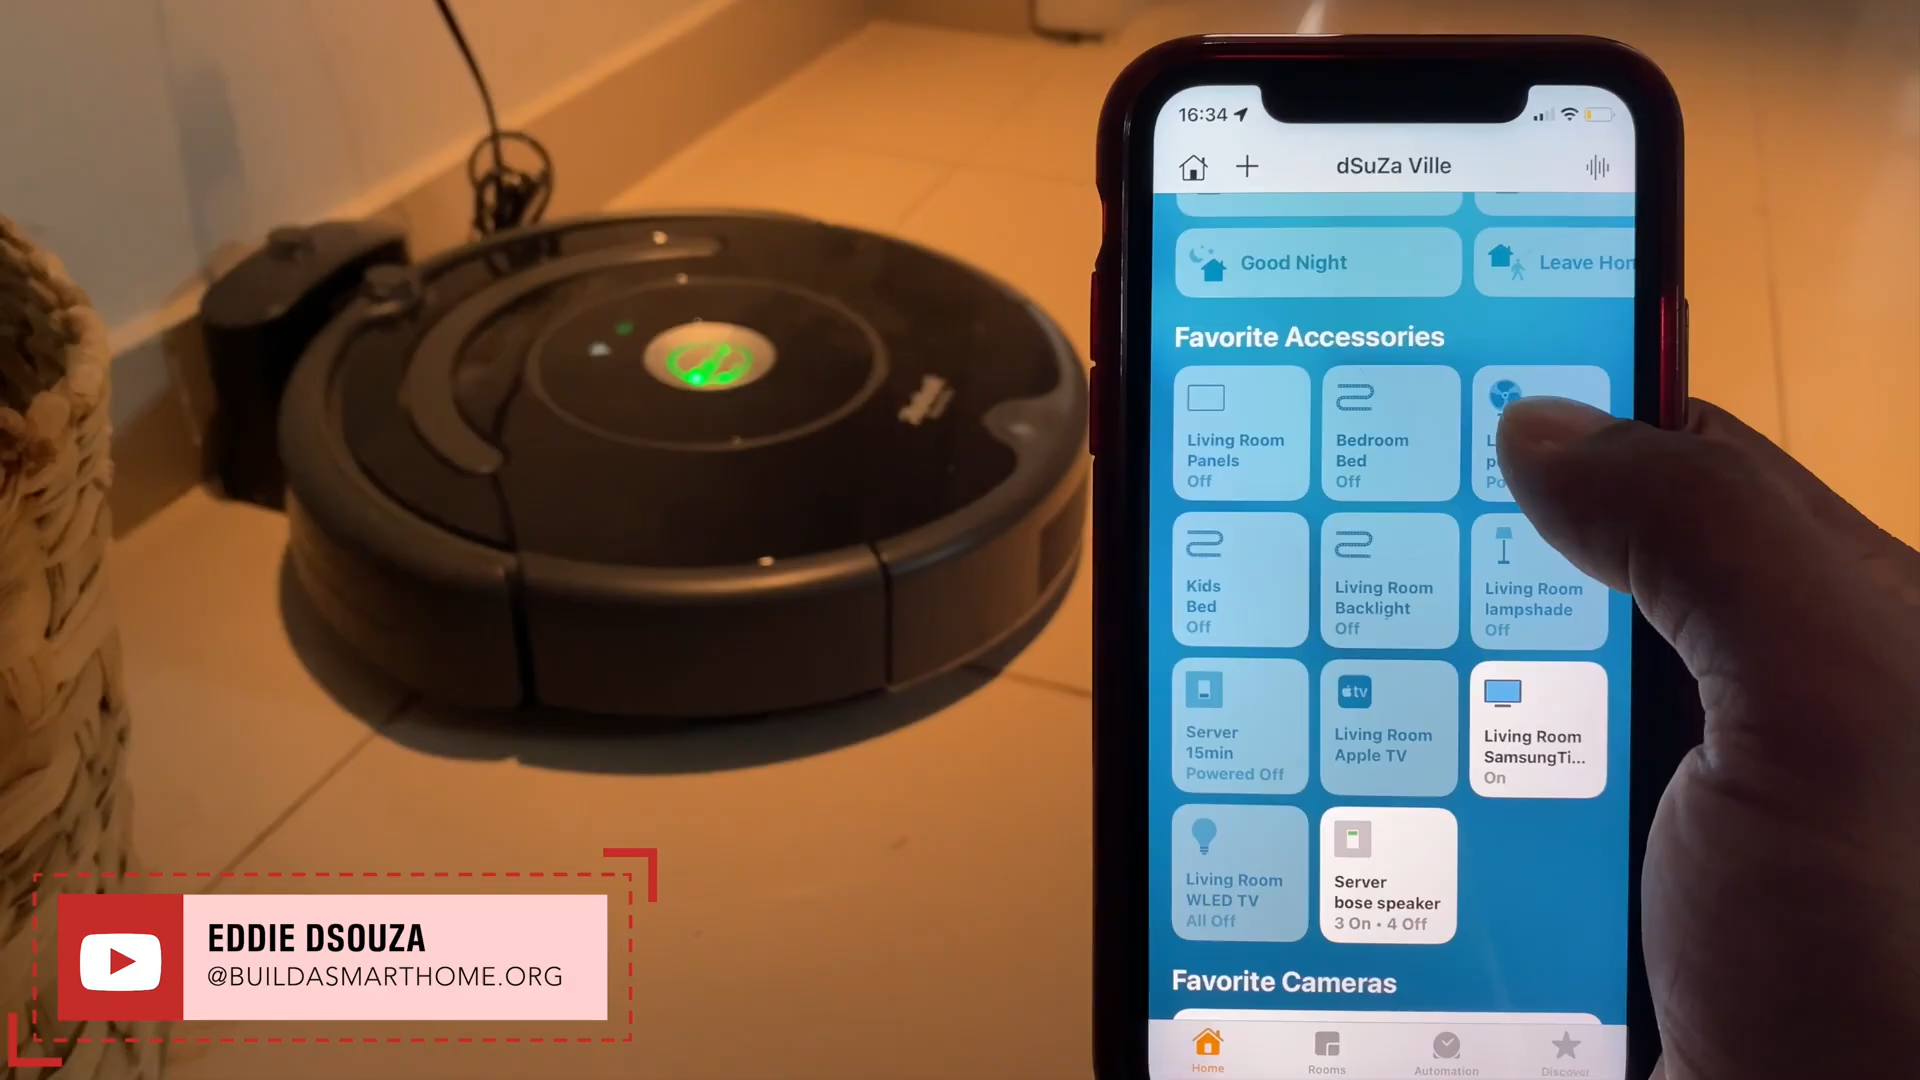 16:34
dSuZa Ville
Good Night
Leave Hon
Favorite Accessories
Living Room
Panels
Off
Bedroom
Bed
Off
Kids
Bed
Off
Living Room
Backlight
Off
Living Room
lampshade
Off
Server
15min
Powered Off
tv
Living Room
Apple TV
Living Room
SamsungTi...
On
Living Room
WLED TV
All Off
Server
bose speaker
3 On • 4 Off
Favorite Cameras
Home
Rooms
Automation
Discover
EDDIE DSOUZA
@BUILDASMARTHOME.ORG